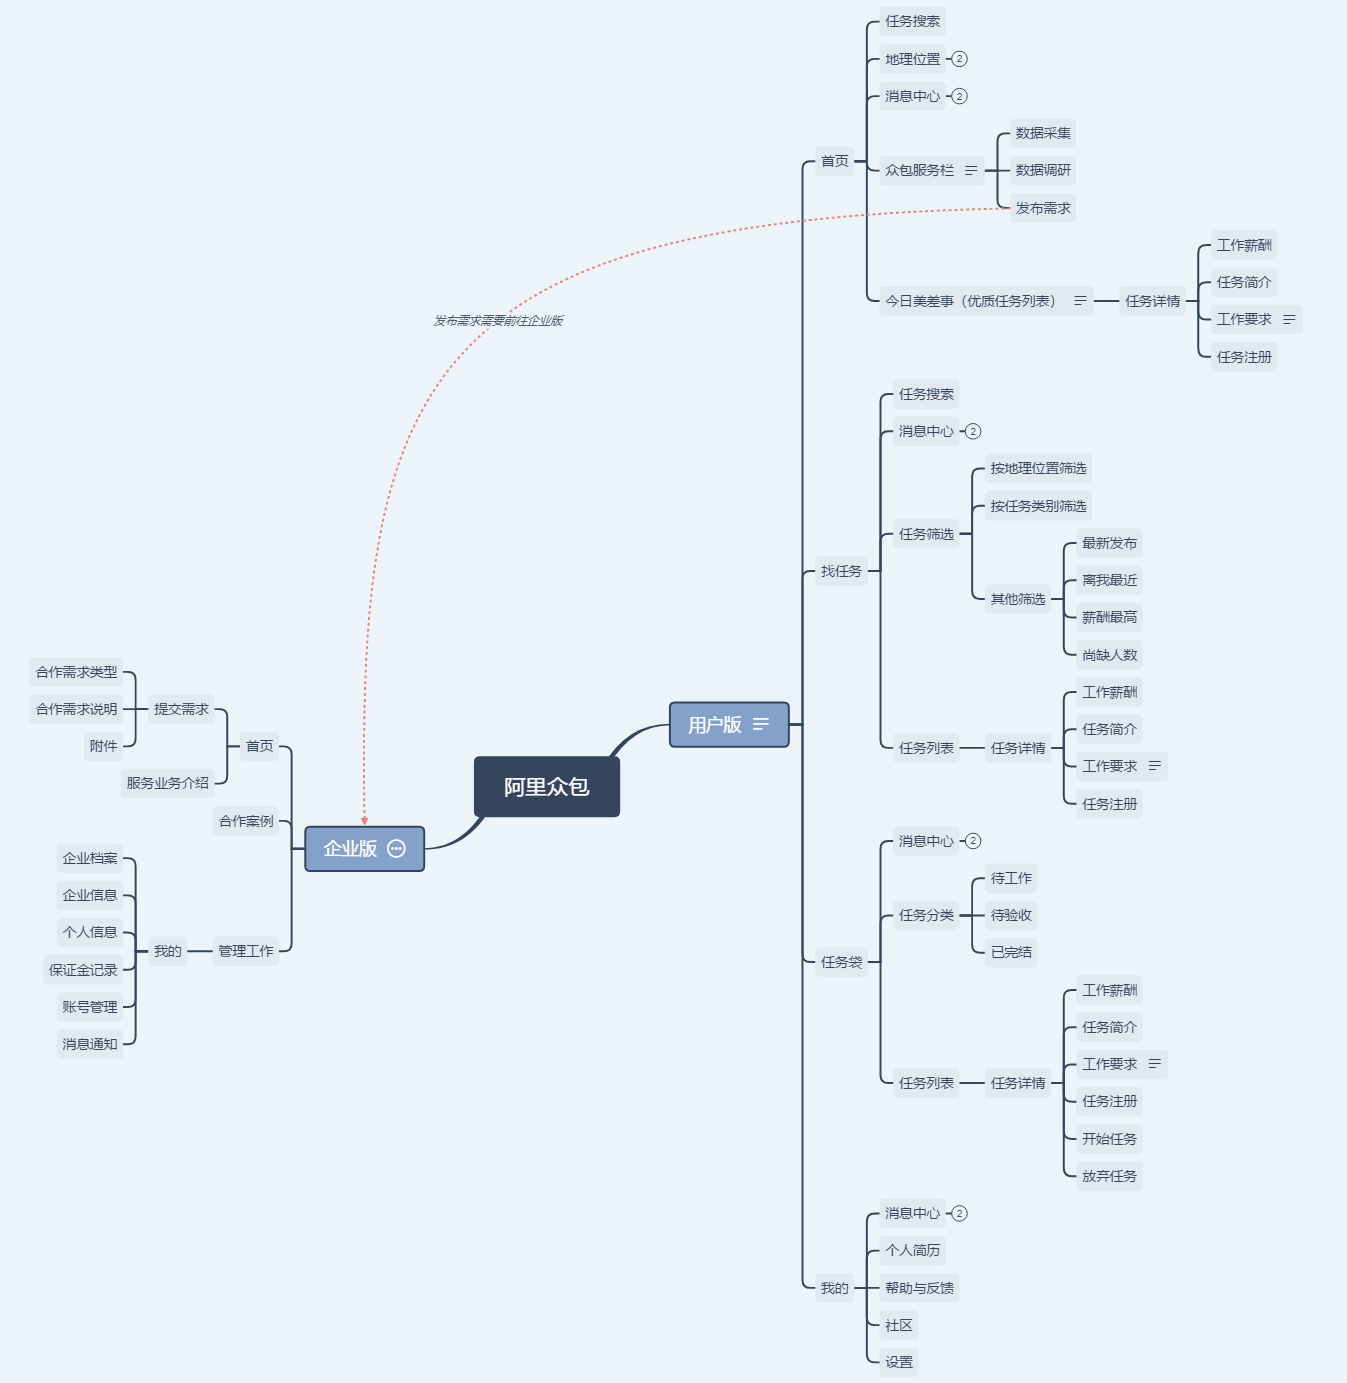 阿里众包
用户版
首页
任务搜索
地理位置 2
消息中心 2
众包服务栏
数据采集
数据调研
发布需求
今日美差事（优质任务列表）
任务详情
工作薪酬
任务简介
工作要求
任务注册
发布需求需要前往企业版
找任务
任务搜索
消息中心 2
任务筛选
按地理位置筛选
按任务类别筛选
其他筛选
最新发布
离我最近
薪酬最高
尚缺人数
任务列表
任务详情
工作薪酬
任务简介
工作要求
任务注册
任务袋
消息中心 2
任务分类
待工作
待验收
已完结
任务列表
任务详情
工作薪酬
任务简介
工作要求
任务注册
开始任务
放弃任务
我的
消息中心 2
个人简历
帮助与反馈
社区
设置
企业版
首页
提交需求
合作需求类型
合作需求说明
附件
服务业务介绍
合作案例
管理工作
我的
企业档案
企业信息
个人信息
保证金记录
账号管理
消息通知